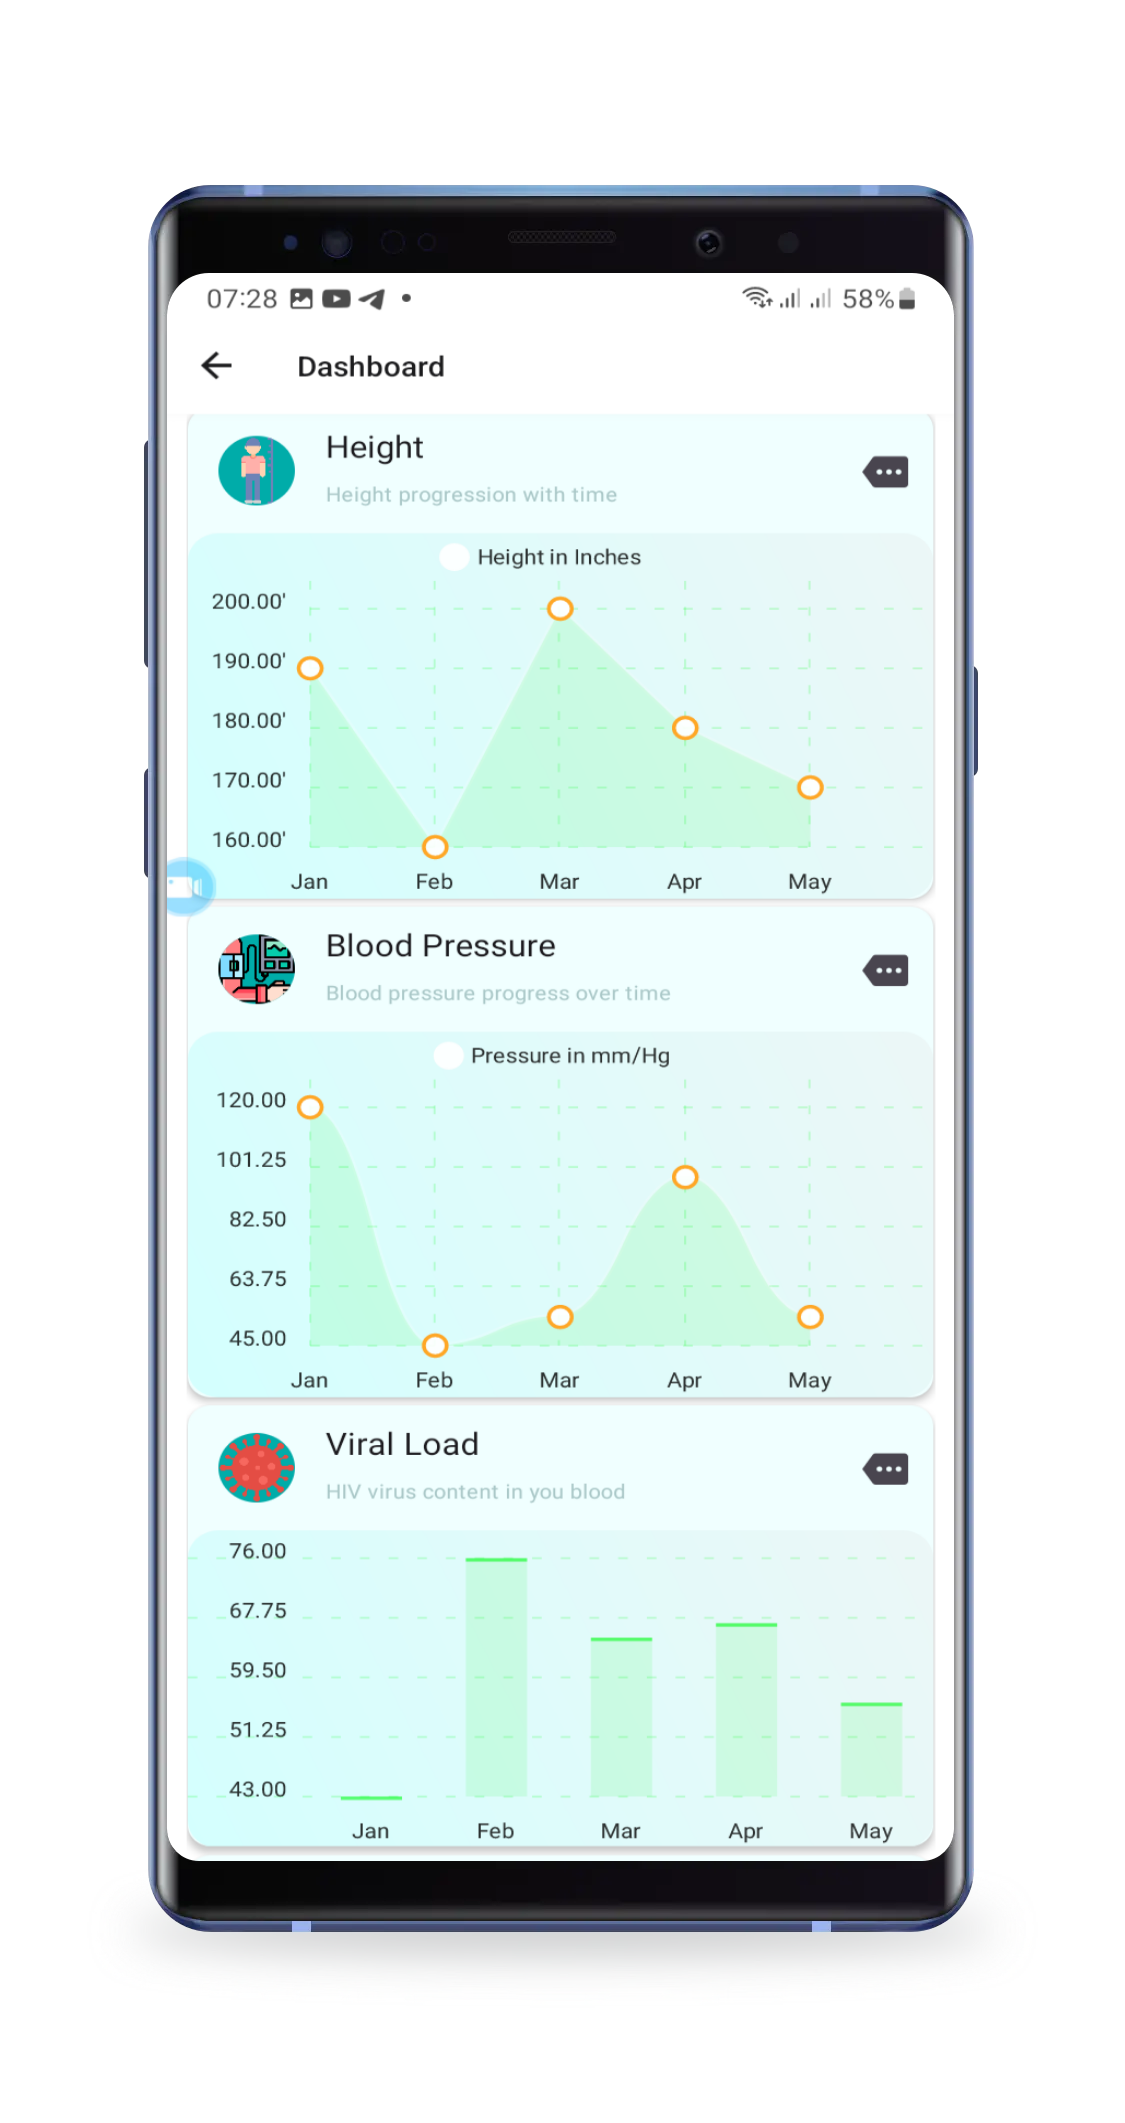 07:28 58%
Dashboard
Height
Height progression with time
Height in Inches
200.00'
190.00'
180.00'
170.00'
160.00'
Jan Feb Mar Apr May
Blood Pressure
Blood pressure progress over time
Pressure in mm/Hg
120.00
101.25
82.50
63.75
45.00
Jan Feb Mar Apr May
Viral Load
HIV virus content in you blood
76.00
67.75
59.50
51.25
43.00
Jan Feb Mar Apr May